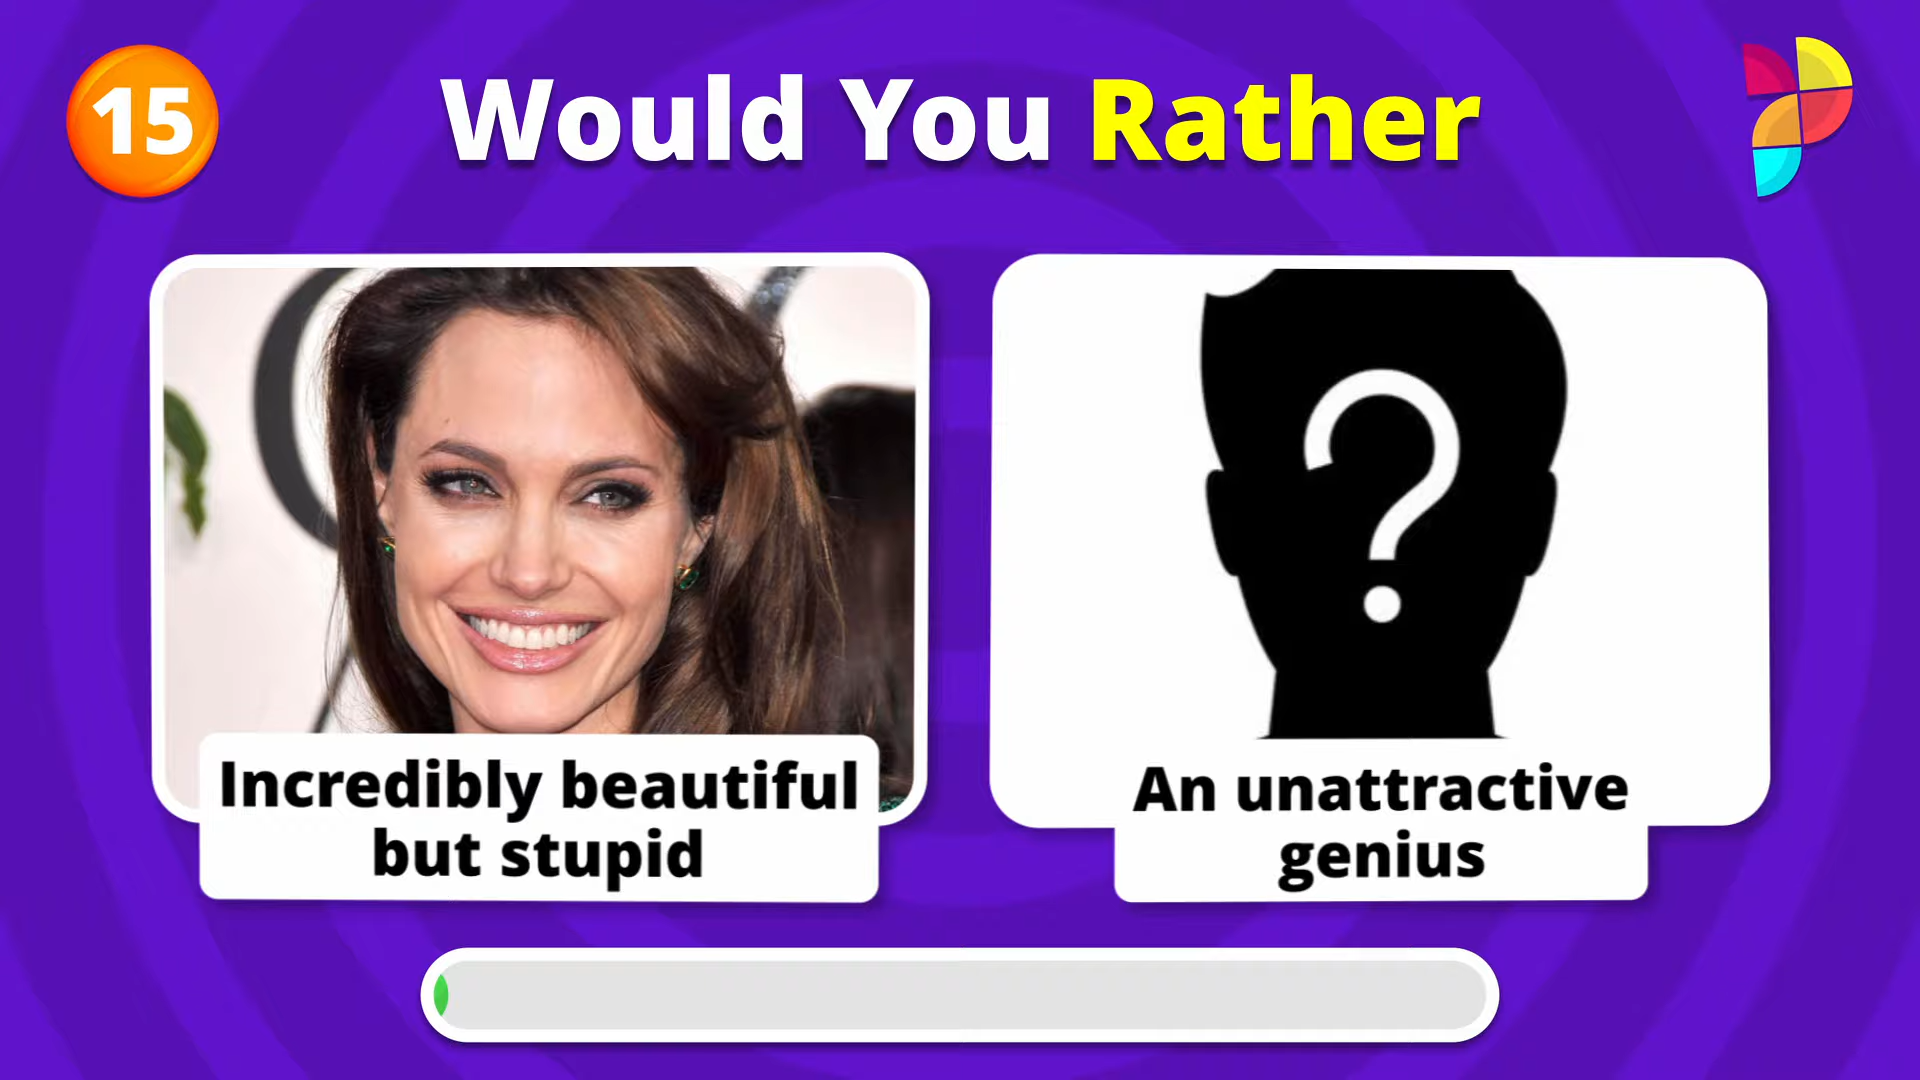 15
Would You Rather
?
Incredibly beautiful
but stupid
An unattractive
genius